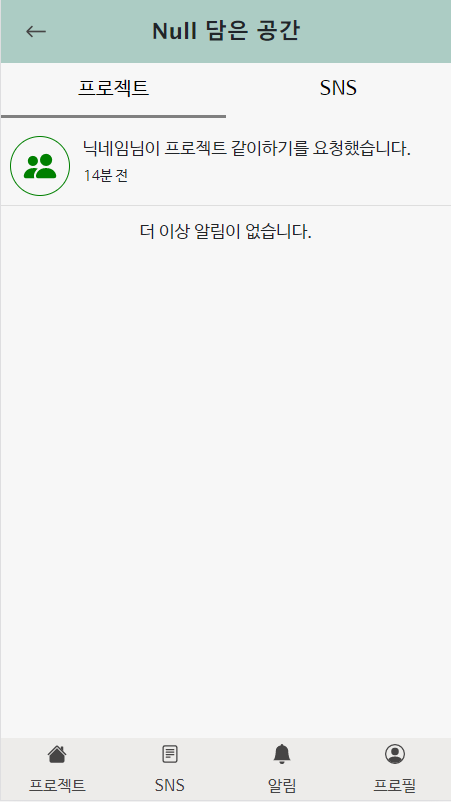 Null 담은 공간
프로젝트 SNS
닉네임님이 프로젝트 같이하기를 요청했습니다.
14분 전
더 이상 알림이 없습니다.
프로젝트 SNS 알림 프로필